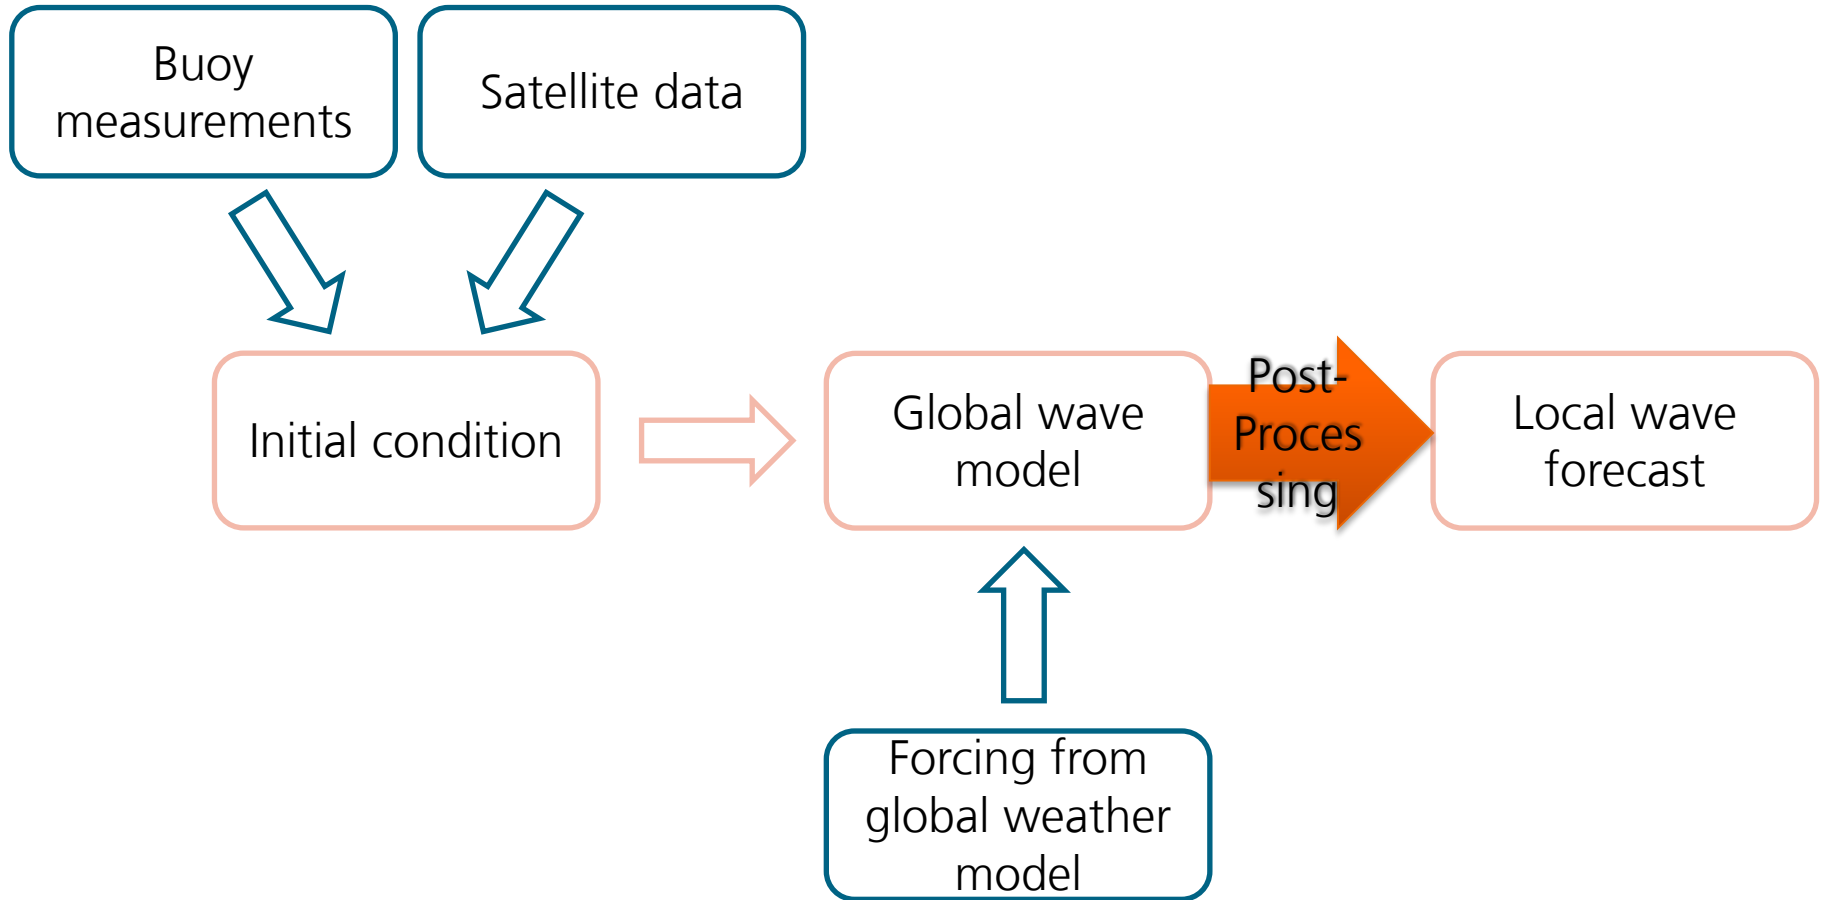 Buoy
measurements
Satellite data
Initial condition
Global wave
model
Post-
Proces
sing
Local wave
forecast
Forcing from
global weather
model